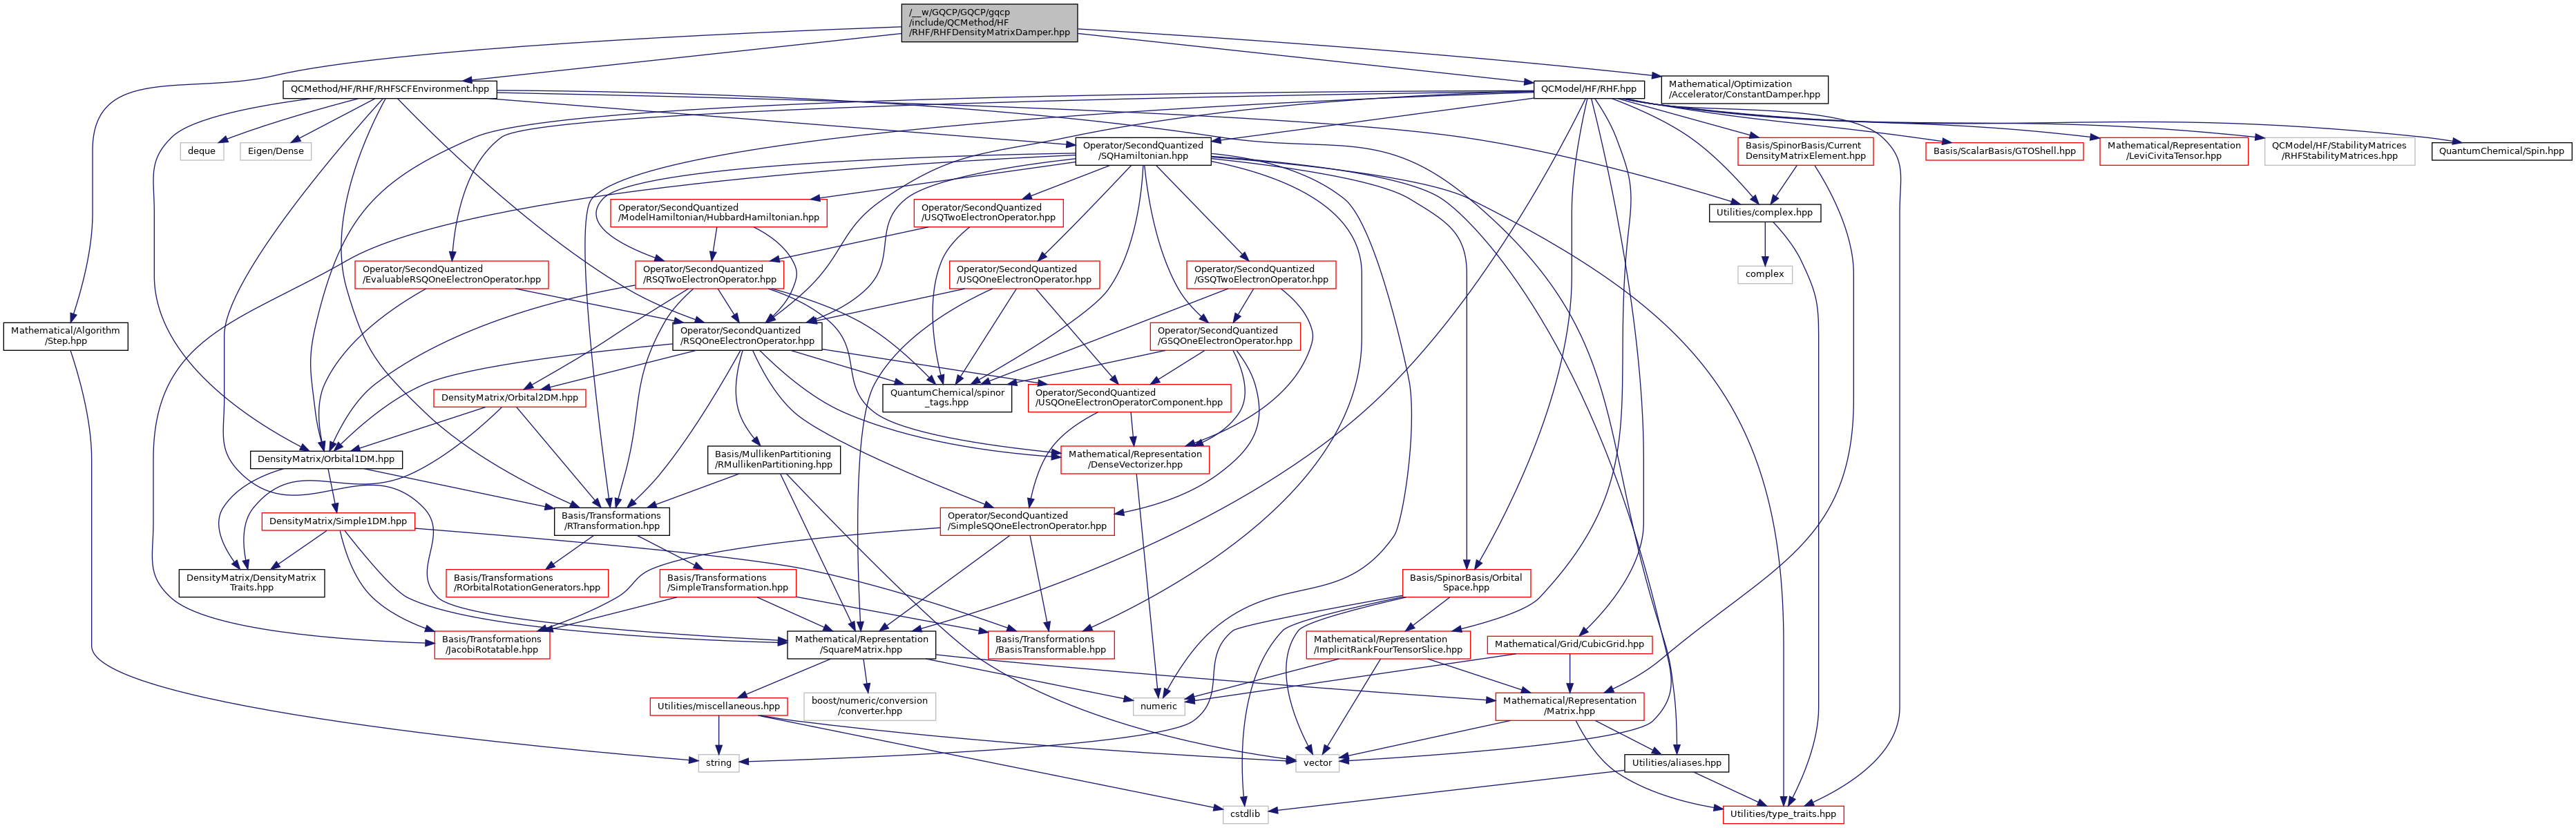 /__w/GQCP/GQCP/gqcp
/include/QCMethod/HF
/RHF/RHFDensityMatrixDamper.hpp
QCMethod/HF/RHF/RHFSCFEnvironment.hpp
QCModel/HF/RHF.hpp
Mathematical/Optimization
/Accelerator/ConstantDamper.hpp
deque
Eigen/Dense
Operator/SecondQuantized
/SQHamiltonian.hpp
Basis/SpinorBasis/Current
DensityMatrixElement.hpp
Basis/ScalarBasis/GTOShell.hpp
Mathematical/Representation
/LeviCivitaTensor.hpp
QCModel/HF/StabilityMatrices
/RHFStabilityMatrices.hpp
QuantumChemical/Spin.hpp
Operator/SecondQuantized
/ModelHamiltonian/HubbardHamiltonian.hpp
Operator/SecondQuantized
/USQTwoElectronOperator.hpp
Utilities/complex.hpp
Operator/SecondQuantized
/EvaluableRSQOneElectronOperator.hpp
Operator/SecondQuantized
/RSQTwoElectronOperator.hpp
Operator/SecondQuantized
/USQOneElectronOperator.hpp
Operator/SecondQuantized
/GSQTwoElectronOperator.hpp
complex
Mathematical/Algorithm
/Step.hpp
Operator/SecondQuantized
/RSQOneElectronOperator.hpp
Operator/SecondQuantized
/GSQOneElectronOperator.hpp
DensityMatrix/Orbital2DM.hpp
QuantumChemical/spinor
_tags.hpp
Operator/SecondQuantized
/USQOneElectronOperatorComponent.hpp
DensityMatrix/Orbital1DM.hpp
Basis/MullikenPartitioning
/RMullikenPartitioning.hpp
Mathematical/Representation
/DenseVectorizer.hpp
DensityMatrix/Simple1DM.hpp
Basis/Transformations
/RTransformation.hpp
Operator/SecondQuantized
/SimpleSQOneElectronOperator.hpp
DensityMatrix/DensityMatrix
Traits.hpp
Basis/Transformations
/ROrbitalRotationGenerators.hpp
Basis/Transformations
/SimpleTransformation.hpp
Basis/SpinorBasis/Orbital
Space.hpp
Basis/Transformations
/JacobiRotatable.hpp
Mathematical/Representation
/SquareMatrix.hpp
Basis/Transformations
/BasisTransformable.hpp
Mathematical/Representation
/ImplicitRankFourTensorSlice.hpp
Mathematical/Grid/CubicGrid.hpp
Utilities/miscellaneous.hpp
boost/numeric/conversion
/converter.hpp
numeric
Mathematical/Representation
/Matrix.hpp
string
vector
Utilities/aliases.hpp
cstdlib
Utilities/type_traits.hpp